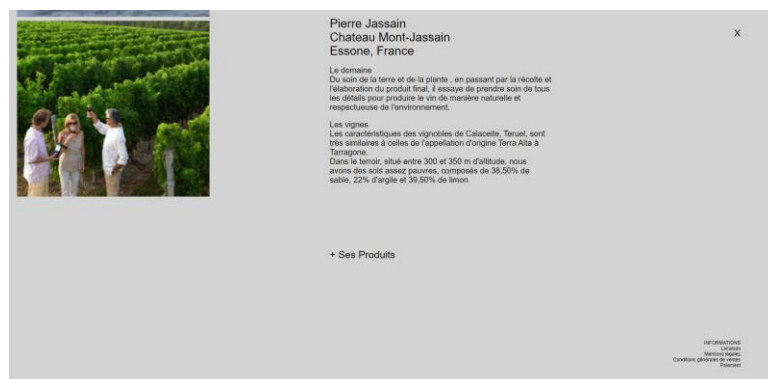 Pierre Jassain
Chateau Mont-Jassain
Essone, France
X
Le domaine
Du soin de la terre et de la plante , en passant par la récolte et
l'élaboration du produit final, il essaye de prendre soin de tous
les détails pour produire le vin de manière naturelle et
respectueuse de l'environnement.
Les vignes
Les caractéristiques des vignobles de Calaceite, Teruel, sont
très similaires à celles de l'appellation d'origine Terra Alta à
Tarragone.
Dans le terroir, situé entre 300 et 350 m d'altitude, nous
avons des sols assez pauvres, composés de 38,50% de
sable, 22% d'argile et 39,50% de limon
+ Ses Produits
INFORMATIONS
Livraison
Mentions légales
Conditions générales de ventes
Paiement